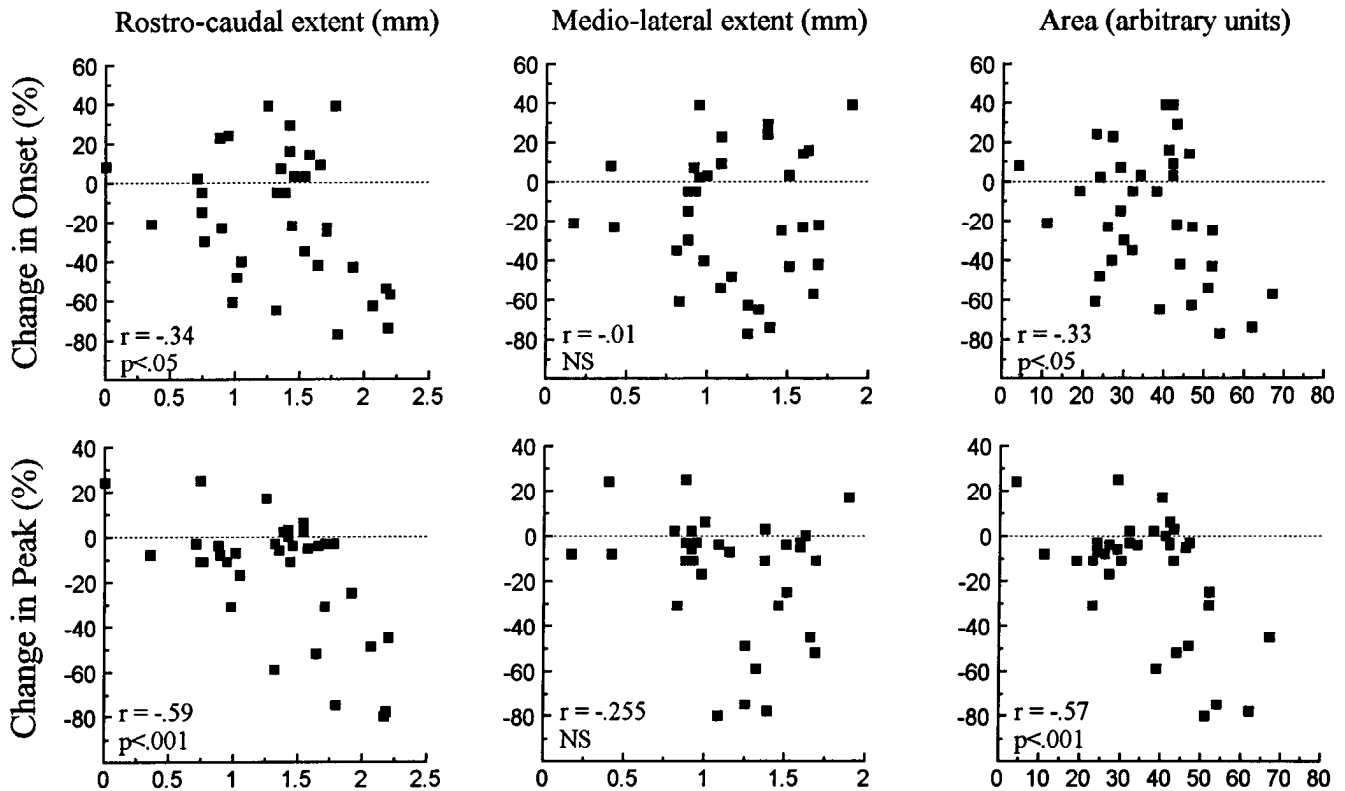 Rostro-caudal extent (mm) Medio-lateral extent (mm) Area (arbitrary units)
Change in Onset (%)
60
40
20
0
-20
-40
-60
-80
r = -.34
p<.05
0 0.5 1 1.5 2 2.5
60
40
20
0
-20
-40
-60
-80
r = -.01
NS
0 0.5 1 1.5 2
60
40
20
0
-20
-40
-60
-80
r = -.33
p<.05
0 10 20 30 40 50 60 70 80
Change in Peak (%)
40
20
0
-20
-40
-60
-80
r = -.59
p<.001
0 0.5 1 1.5 2 2.5
40
20
0
-20
-40
-60
-80
r = -.255
NS
0 0.5 1 1.5 2
40
20
0
-20
-40
-60
-80
r = -.57
p<.001
0 10 20 30 40 50 60 70 80